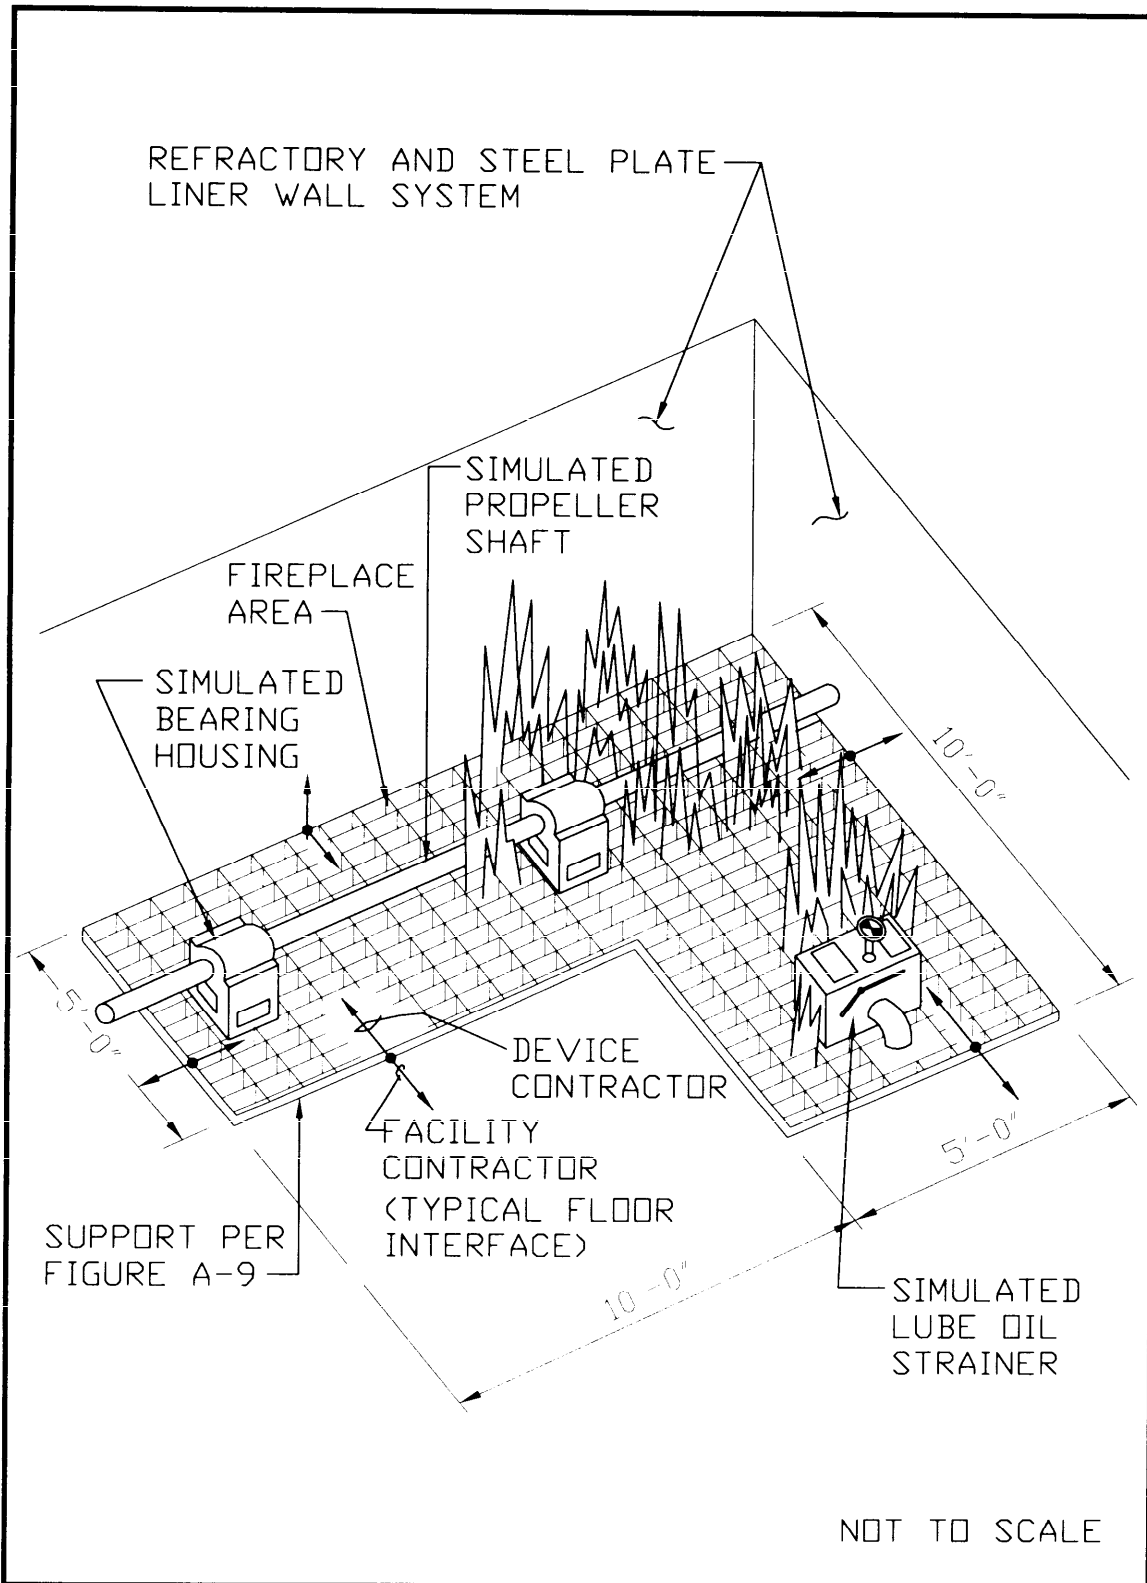 REFRACTORY AND STEEL PLATE
LINER WALL SYSTEM
SIMULATED
PROPELLER
SHAFT
FIREPLACE
AREA
SIMULATED
BEARING
HOUSING
10'-0"
5'-0"
DEVICE
CONTRACTOR
FACILITY
CONTRACTOR
(TYPICAL FLOOR
INTERFACE)
5'-0"
SUPPORT PER
FIGURE A-9
10'-0"
SIMULATED
LUBE OIL
STRAINER
NOT TO SCALE